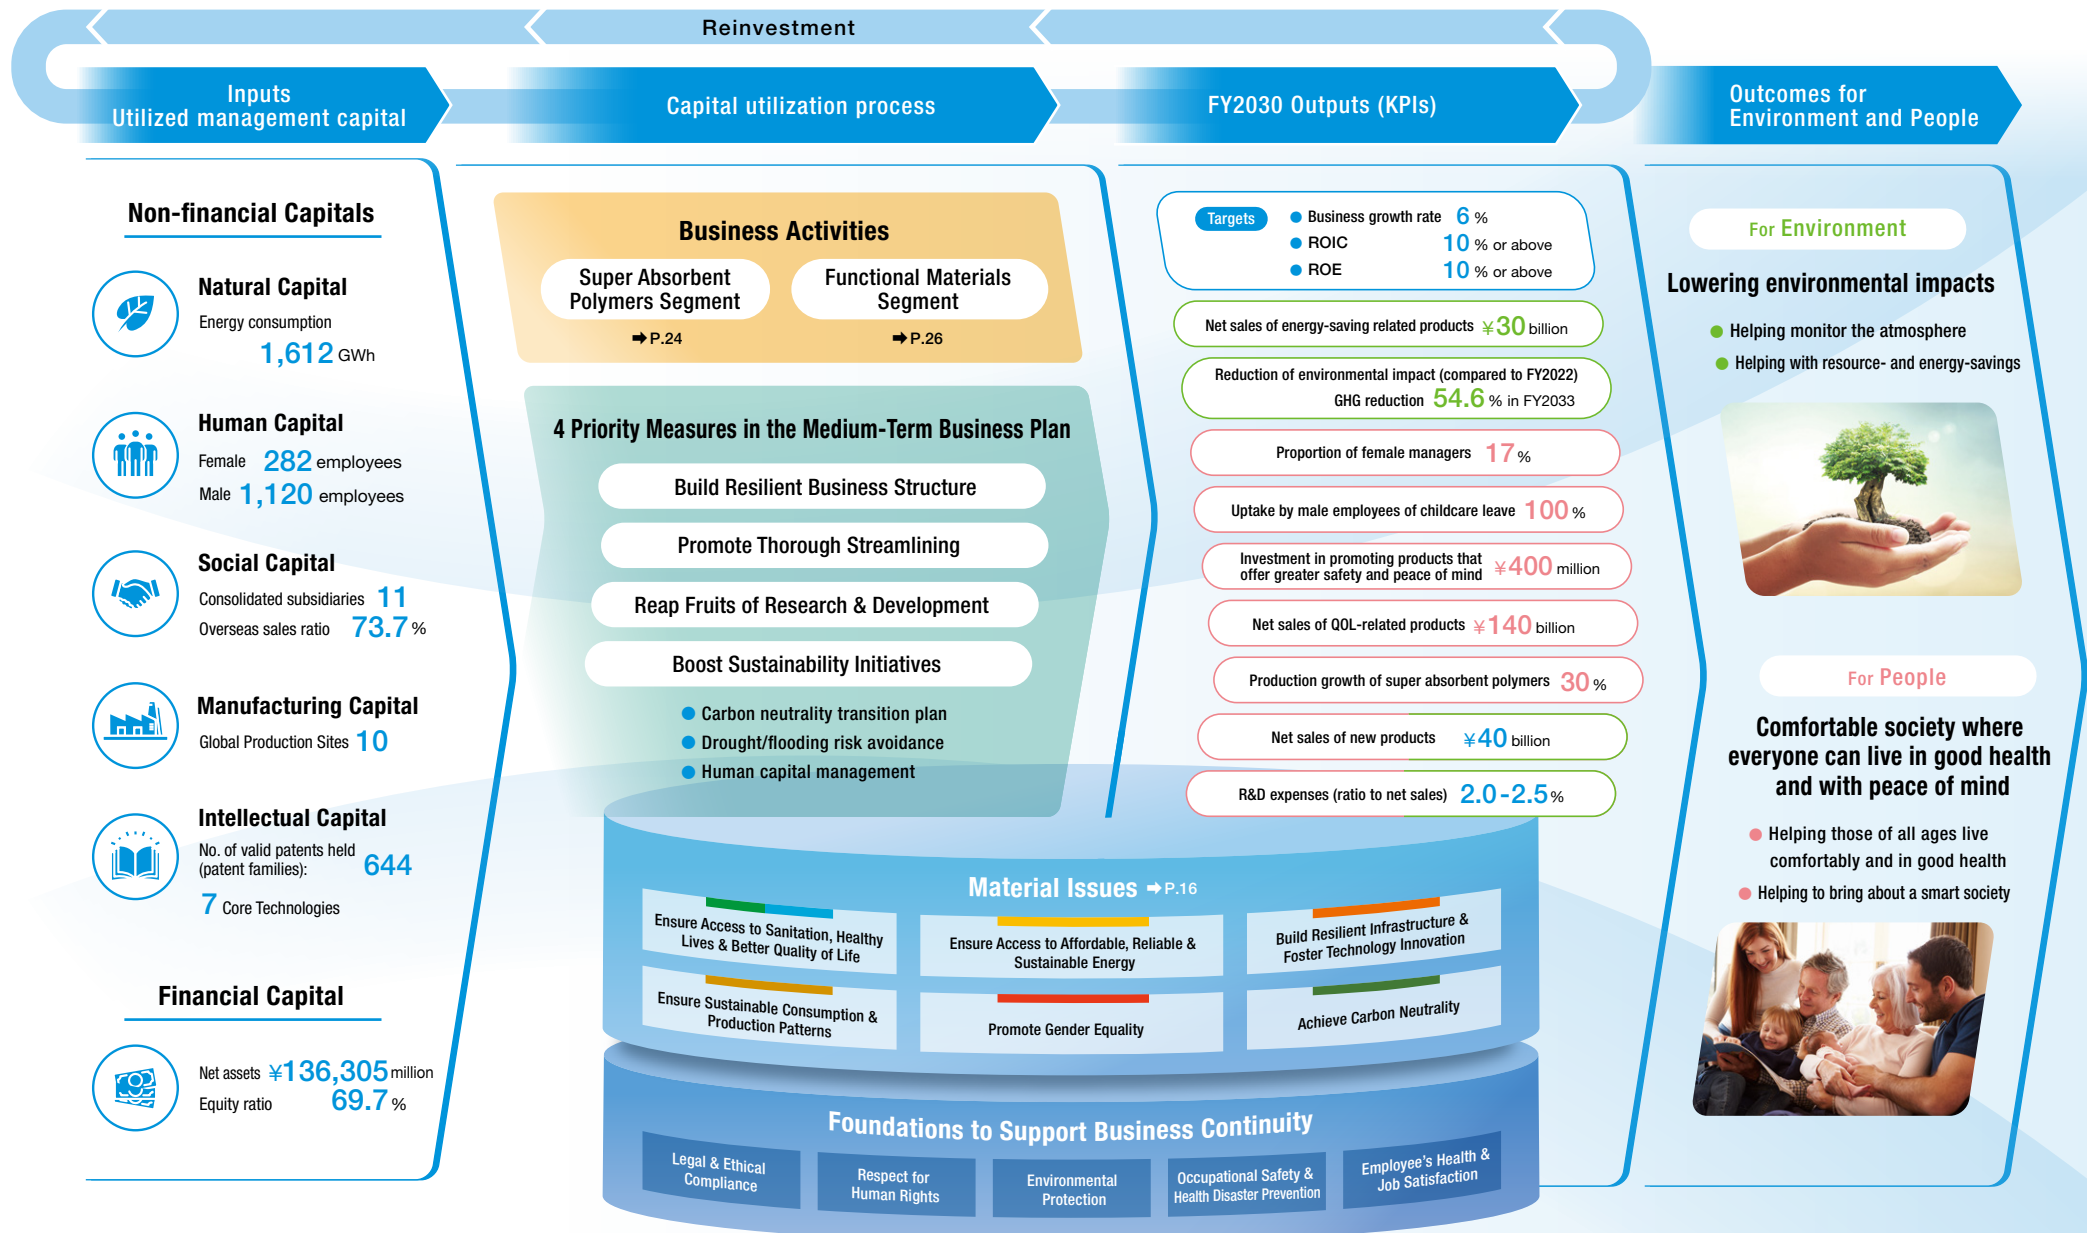 Reinvestment
Inputs
Utilized management capital
Capital utilization process
FY2030 Outputs (KPIs)
Outcomes for
Environment and People
Non-financial Capitals
Natural Capital
Energy consumption
1,612 GWh
Human Capital
Female 282 employees
Male 1,120 employees
Social Capital
Consolidated subsidiaries 11
Overseas sales ratio 73.7 %
Manufacturing Capital
Global Production Sites 10
Intellectual Capital
No. of valid patents held
(patent families): 644
7 Core Technologies
Financial Capital
Net assets ¥136,305 million
Equity ratio 69.7 %
Business Activities
Super Absorbent
Polymers Segment
➡P.24
Functional Materials
Segment
➡P.26
4 Priority Measures in the Medium-Term Business Plan
Build Resilient Business Structure
Promote Thorough Streamlining
Reap Fruits of Research & Development
Boost Sustainability Initiatives
● Carbon neutrality transition plan
● Drought/flooding risk avoidance
● Human capital management
Targets
● Business growth rate 6 %
● ROIC 10 % or above
● ROE 10 % or above
Net sales of energy-saving related products ¥30 billion
Reduction of environmental impact (compared to FY2022)
GHG reduction 54.6 % in FY2033
Proportion of female managers 17 %
Uptake by male employees of childcare leave 100 %
Investment in promoting products that
offer greater safety and peace of mind ¥400 million
Net sales of QOL-related products ¥140 billion
Production growth of super absorbent polymers 30 %
Net sales of new products ¥40 billion
R&D expenses (ratio to net sales) 2.0-2.5 %
For Environment
Lowering environmental impacts
● Helping monitor the atmosphere
● Helping with resource- and energy-savings
For People
Comfortable society where
everyone can live in good health
and with peace of mind
● Helping those of all ages live
comfortably and in good health
● Helping to bring about a smart society
Material Issues ➡P.16
Ensure Access to Sanitation, Healthy
Lives & Better Quality of Life
Ensure Access to Affordable, Reliable &
Sustainable Energy
Build Resilient Infrastructure &
Foster Technology Innovation
Ensure Sustainable Consumption &
Production Patterns
Promote Gender Equality
Achieve Carbon Neutrality
Foundations to Support Business Continuity
Legal & Ethical
Compliance
Respect for
Human Rights
Environmental
Protection
Occupational Safety &
Health Disaster Prevention
Employee's Health &
Job Satisfaction